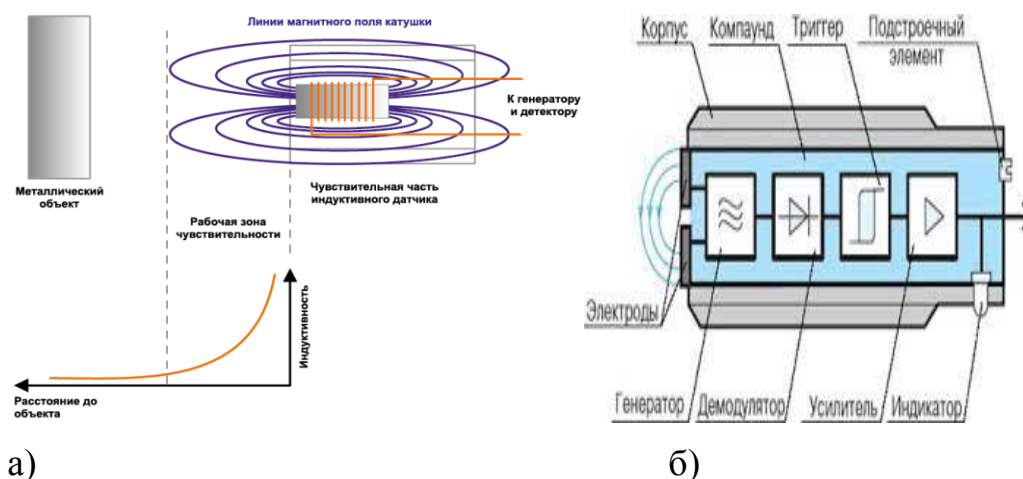 Линии магнитного поля катушки
К генератору
и детектору
Металлический
объект
Чувствительная часть
индуктивного датчика
Рабочая зона
чувствительности
Индуктивность
Расстояние до
объекта
а)
Корпус
Компаунд
Триггер
Подстроечный
элемент
Электроды
Генератор
Демодулятор
Усилитель
Индикатор
б)